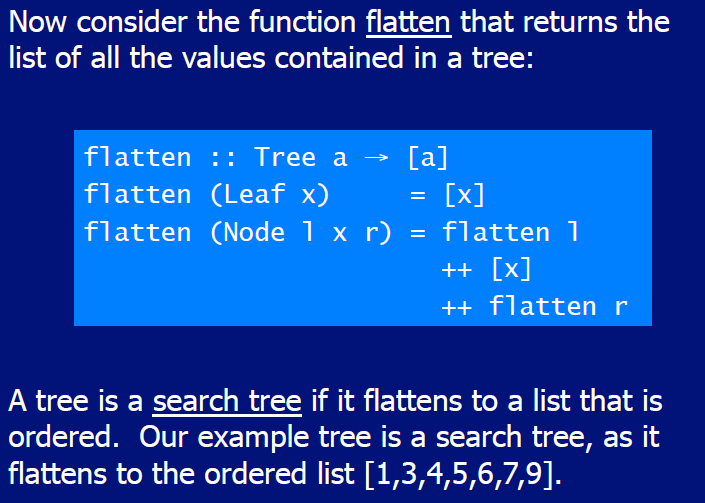 Now consider the function flatten that returns the
list of all the values contained in a tree:
flatten :: Tree a → [a]
flatten (Leaf x)     = [x]
flatten (Node l x r) = flatten l
++ [x]
++ flatten r
A tree is a search tree if it flattens to a list that is
ordered.  Our example tree is a search tree, as it
flattens to the ordered list [1,3,4,5,6,7,9].